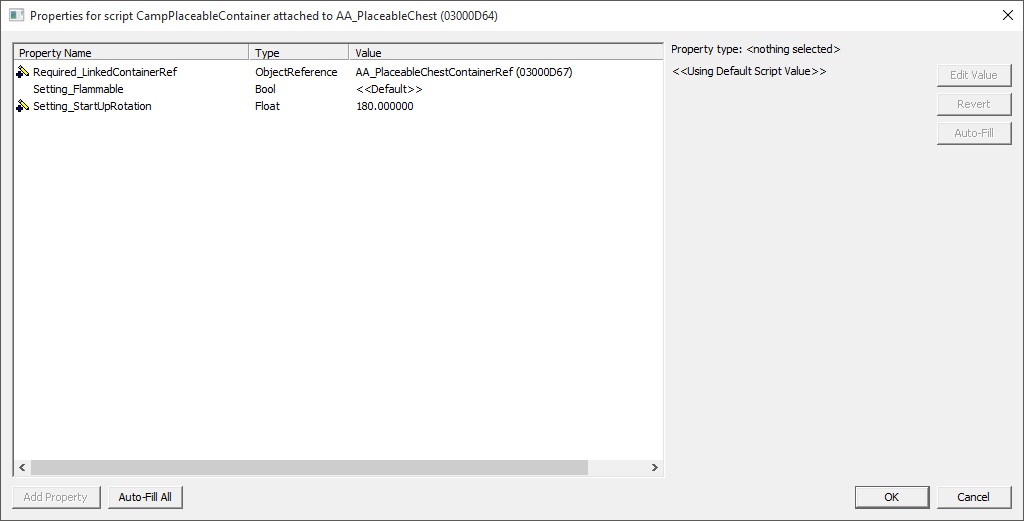 Properties for script CampPlaceableContainer attached to AA_PlaceableChest (03000D64)
Property Name Type Value
Required_LinkedContainerRef ObjectReference AA_PlaceableChestContainerRef (03000D67)
Setting_Flammable Bool <<Default>>
Setting_StartUpRotation Float 180.000000
Property type: <nothing selected>
<<Using Default Script Value>>
Edit Value
Revert
Auto-Fill
Add Property Auto-Fill All OK Cancel